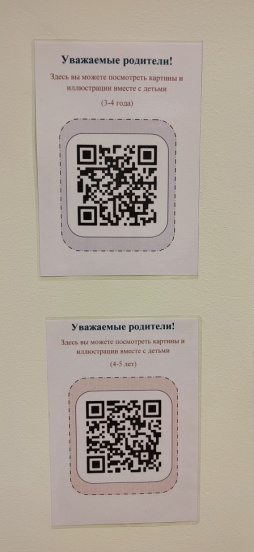 Уважаемые родители!
Здесь вы можете посмотреть картины и
иллюстрации вместе с детьми
(3-4 года)
Уважаемые родители!
Здесь вы можете посмотреть картины и
иллюстрации вместе с детьми
(4-5 лет)